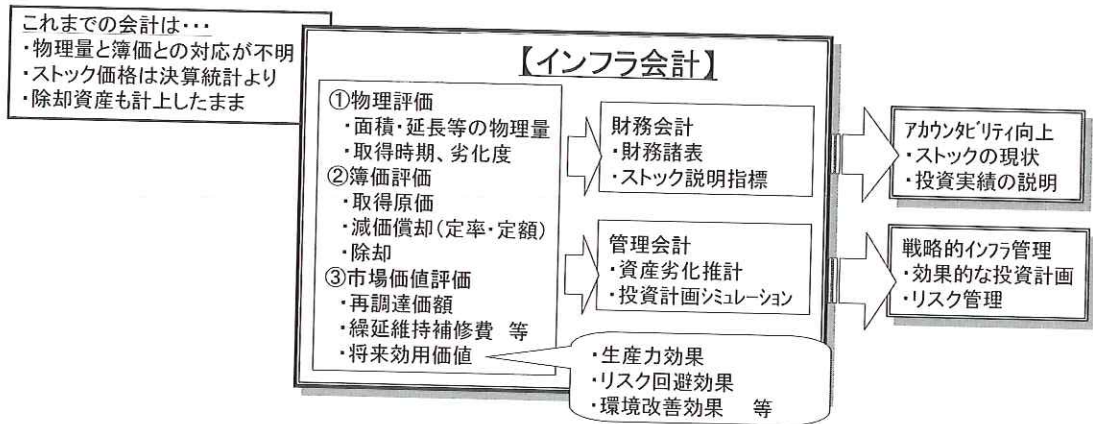 これまでの会計は・・・
・物理量と簿価との対応が不明
・ストック価格は決算統計より
・除却資産も計上したまま
【インフラ会計】
①物理評価
・面積・延長等の物理量
・取得時期、劣化度
②簿価評価
・取得原価
・減価償却(定率・定額)
・除却
③市場価値評価
・再調達価額
・繰延維持補修費 等
・将来効用価値
財務会計
・財務諸表
・ストック説明指標
管理会計
・資産劣化推計
・投資計画シミュレーション
・生産力効果
・リスク回避効果
・環境改善効果 等
アカウンタビリティ向上
・ストックの現状
・投資実績の説明
戦略的インフラ管理
・効果的な投資計画
・リスク管理